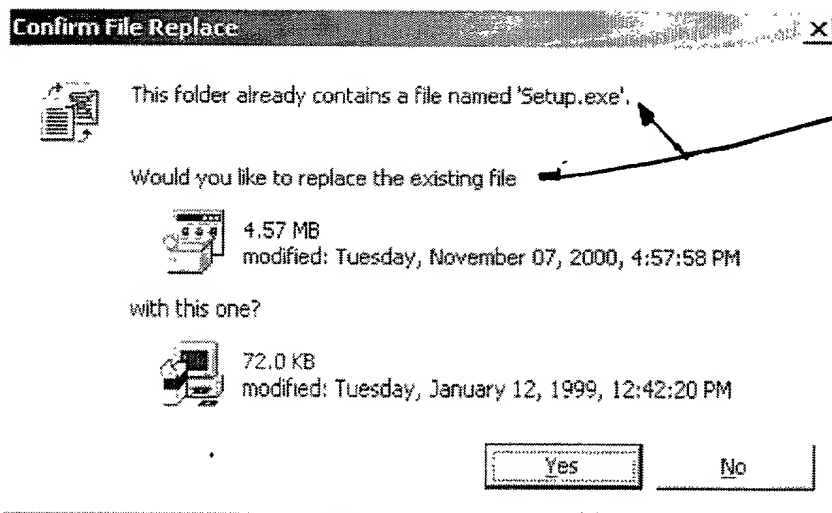 Confirm File Replace
This folder already contains a file named 'Setup.exe'.
Would you like to replace the existing file
4.57 MB
modified: Tuesday, November 07, 2000, 4:57:58 PM
with this one?
72.0 KB
modified: Tuesday, January 12, 1999, 12:42:20 PM
Yes No